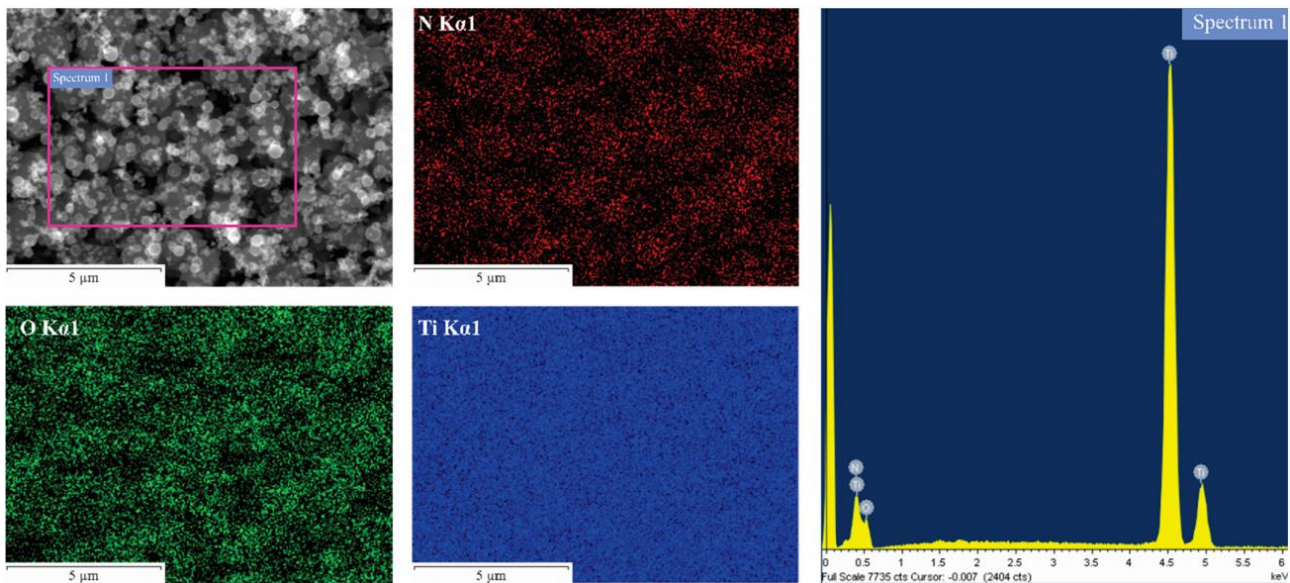 Spectrum 1
5 µm
N Kα1
5 µm
O Kα1
5 µm
Ti Kα1
5 µm
Spectrum 1
Ti
N
Ti
O
Ti
0 0.5 1 1.5 2 2.5 3 3.5 4 4.5 5 5.5 6
Full Scale 7735 cts Cursor: -0.007 (2404 cts) keV